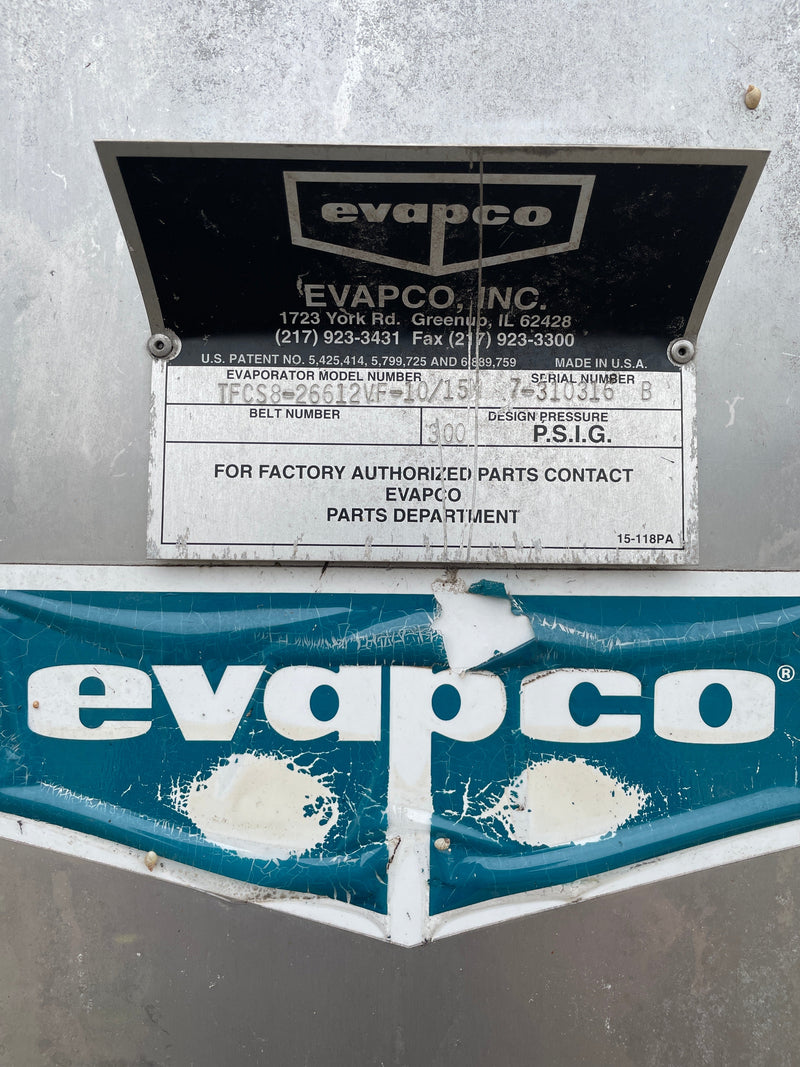 evapco
EVAPCO, INC.
1723 York Rd. Greenup, IL 62428
(217) 923-3431 Fax (217) 923-3300
U.S. PATENT NO. 5,425,414, 5,799,725 AND 6,889,759 MADE IN U.S.A.
EVAPORATOR MODEL NUMBER SERIAL NUMBER
TFCS8-26612VF-10/15 7-310316 B
BELT NUMBER DESIGN PRESSURE
300 P.S.I.G.
FOR FACTORY AUTHORIZED PARTS CONTACT
EVAPCO
PARTS DEPARTMENT
15-118PA
evapco®